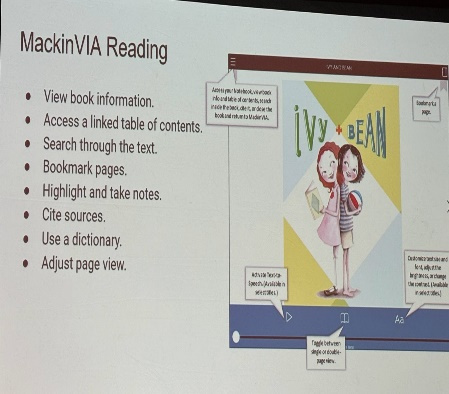 MackinVIA Reading
● View book information.
● Access a linked table of contents.
● Search through the text.
● Bookmark pages.
● Highlight and take notes.
● Cite sources.
● Use a dictionary.
● Adjust page view.
IVY AND BEAN
Access your Notebook, view book
info and table of contents, search
inside the book, cite it, or close the
book and return to MackinVIA.
Bookmark a
page.
ivy + BEAN
Activate Text-to-
Speech. (Available in
select titles.)
Customize text size and
font, adjust the
brightness, or change
the contrast. (Available
in select titles.)
Aa
Toggle between
single or double-
page view.